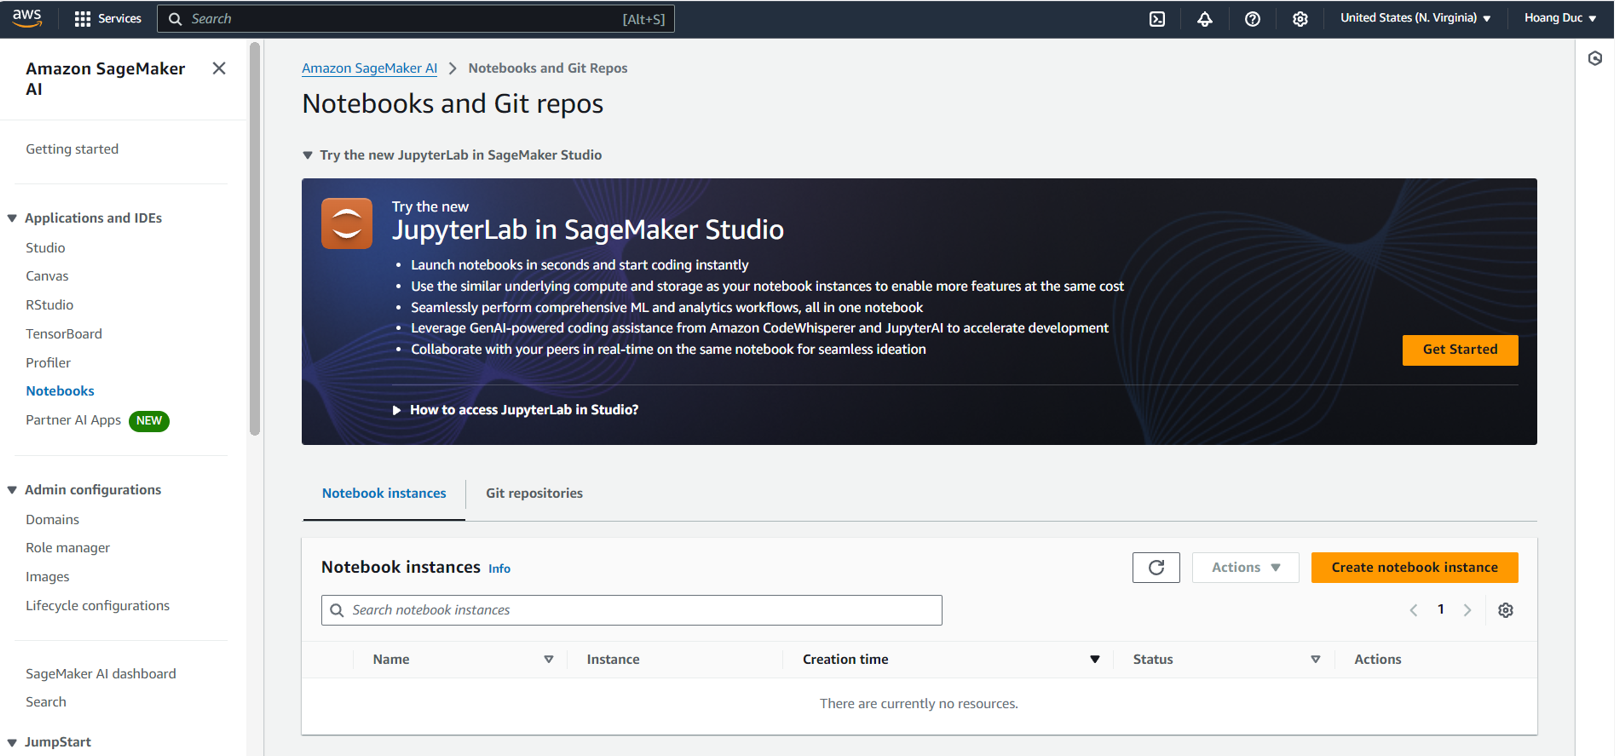 aws
Services
Search
[Alt+S]
United States (N. Virginia)
Hoang Duc
Amazon SageMaker
AI
Getting started
Applications and IDEs
Studio
Canvas
RStudio
TensorBoard
Profiler
Notebooks
Partner AI Apps NEW
Admin configurations
Domains
Role manager
Images
Lifecycle configurations
SageMaker AI dashboard
Search
JumpStart
Amazon SageMaker AI > Notebooks and Git Repos
Notebooks and Git repos
Try the new JupyterLab in SageMaker Studio
Try the new
JupyterLab in SageMaker Studio
• Launch notebooks in seconds and start coding instantly
• Use the similar underlying compute and storage as your notebook instances to enable more features at the same cost
• Seamlessly perform comprehensive ML and analytics workflows, all in one notebook
• Leverage GenAI-powered coding assistance from Amazon CodeWhisperer and JupyterAI to accelerate development
• Collaborate with your peers in real-time on the same notebook for seamless ideation
Get Started
How to access JupyterLab in Studio?
Notebook instances
Git repositories
Notebook instances Info
Actions
Create notebook instance
Search notebook instances
1
Name
Instance
Creation time
Status
Actions
There are currently no resources.